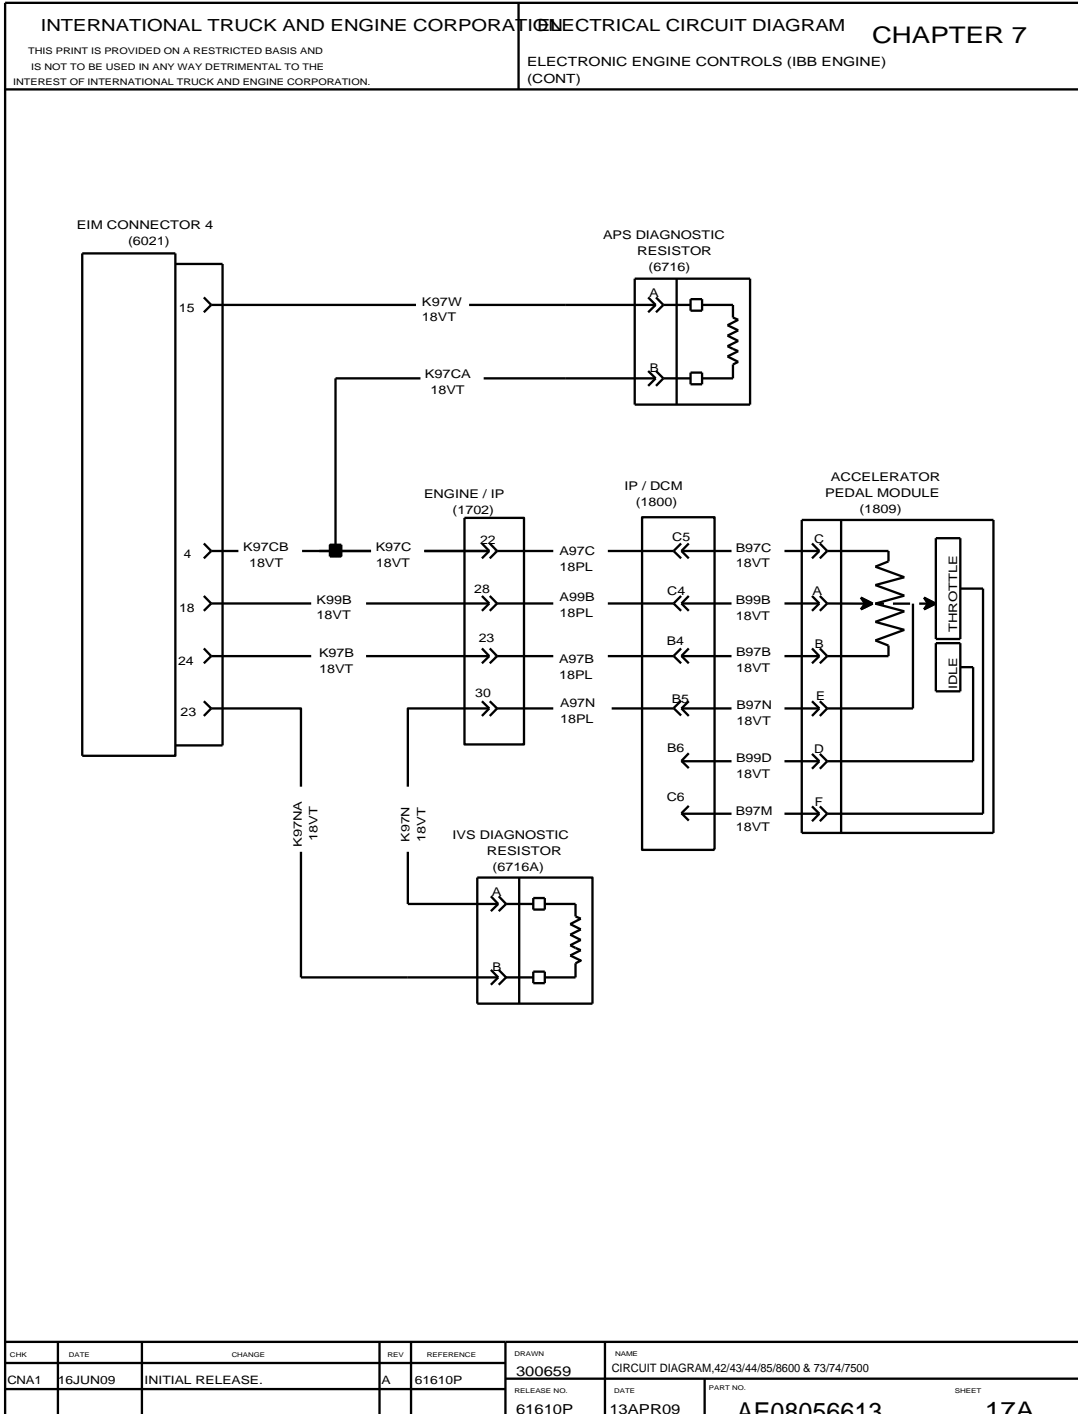 INTERNATIONAL TRUCK AND ENGINE CORPORATION
THIS PRINT IS PROVIDED ON A RESTRICTED BASIS AND
IS NOT TO BE USED IN ANY WAY DETRIMENTAL TO THE
INTEREST OF INTERNATIONAL TRUCK AND ENGINE CORPORATION.
ELECTRICAL CIRCUIT DIAGRAM
CHAPTER 7
ELECTRONIC ENGINE CONTROLS (IBB ENGINE)
(CONT)
EIM CONNECTOR 4
(6021)
15
K97W
18VT
APS DIAGNOSTIC
RESISTOR
(6716)
A
B
K97CA
18VT
ENGINE / IP
(1702)
IP / DCM
(1800)
ACCELERATOR
PEDAL MODULE
(1809)
4
K97CB
18VT
K97C
18VT
22
A97C
18PL
C5
B97C
18VT
C
18
K99B
18VT
28
A99B
18PL
C4
B99B
18VT
A
24
K97B
18VT
23
A97B
18PL
B4
B97B
18VT
B
23
30
A97N
18PL
B5
B97N
18VT
E
B6
B99D
18VT
D
C6
B97M
18VT
F
THROTTLE
IDLE
K97NA
18VT
K97N
18VT
IVS DIAGNOSTIC
RESISTOR
(6716A)
A
B
CHK DATE CHANGE REV REFERENCE
CNA1 16JUN09 INITIAL RELEASE. A 61610P
DRAWN
300659
NAME
CIRCUIT DIAGRAM,42/43/44/85/8600 & 73/74/7500
RELEASE NO.
61610P
DATE
13APR09
PART NO.
AE08056613
SHEET
17A